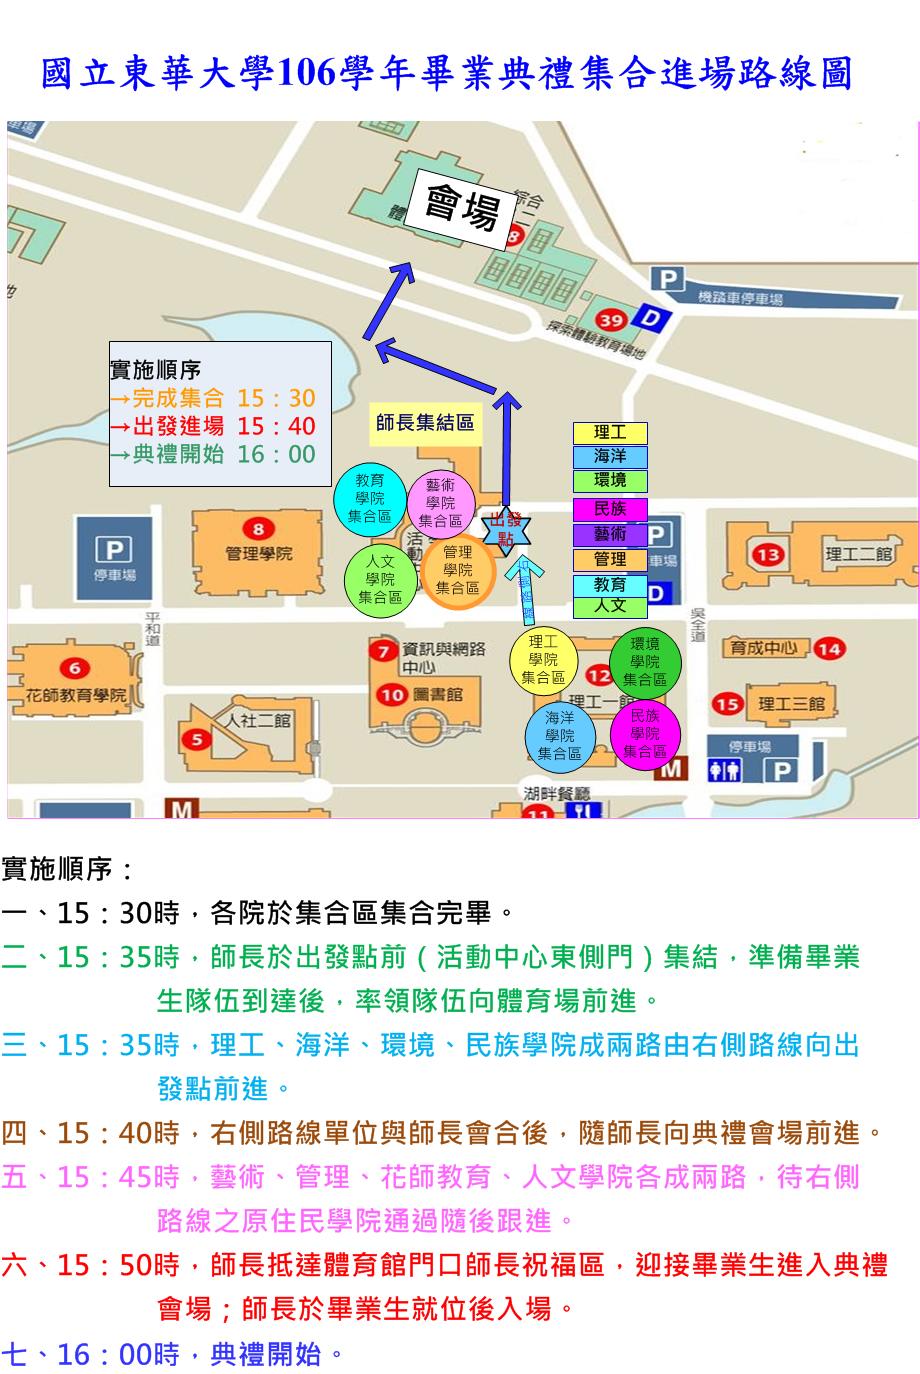 國立東華大學106學年畢業典禮集合進場路線圖
車場
會場
體
綜合
二
8
P
機踏車停車場
39
D
探索體驗教育場地
地
實施順序
→完成集合 15：30
→出發進場 15：40
→典禮開始 16：00
師長集結區
理工
海洋
環境
民族
藝術
管理
教育
人文
教育
學院
集合區
藝術
學院
集合區
人文
學院
集合區
管理
學院
集合區
活
動
出發
點
P
停車場
8
管理學院
P
車場
D
13
理工二館
平和道
吳全道
6
花師教育學院
7
資訊與網路
中心
10
圖書館
5
人社二館
理工
學院
集合區
環境
學院
集合區
12
理工一館
海洋
學院
集合區
民族
學院
集合區
育成中心
14
15
理工三館
停車場
P
M
M
湖畔餐廳
11
實施順序：
一、15：30時，各院於集合區集合完畢。
二、15：35時，師長於出發點前（活動中心東側門）集結，準備畢業
生隊伍到達後，率領隊伍向體育場前進。
三、15：35時，理工、海洋、環境、民族學院成兩路由右側路線向出
發點前進。
四、15：40時，右側路線單位與師長會合後，隨師長向典禮會場前進。
五、15：45時，藝術、管理、花師教育、人文學院各成兩路，待右側
路線之原住民學院通過隨後跟進。
六、15：50時，師長抵達體育館門口師長祝福區，迎接畢業生進入典禮
會場；師長於畢業生就位後入場。
七、16：00時，典禮開始。